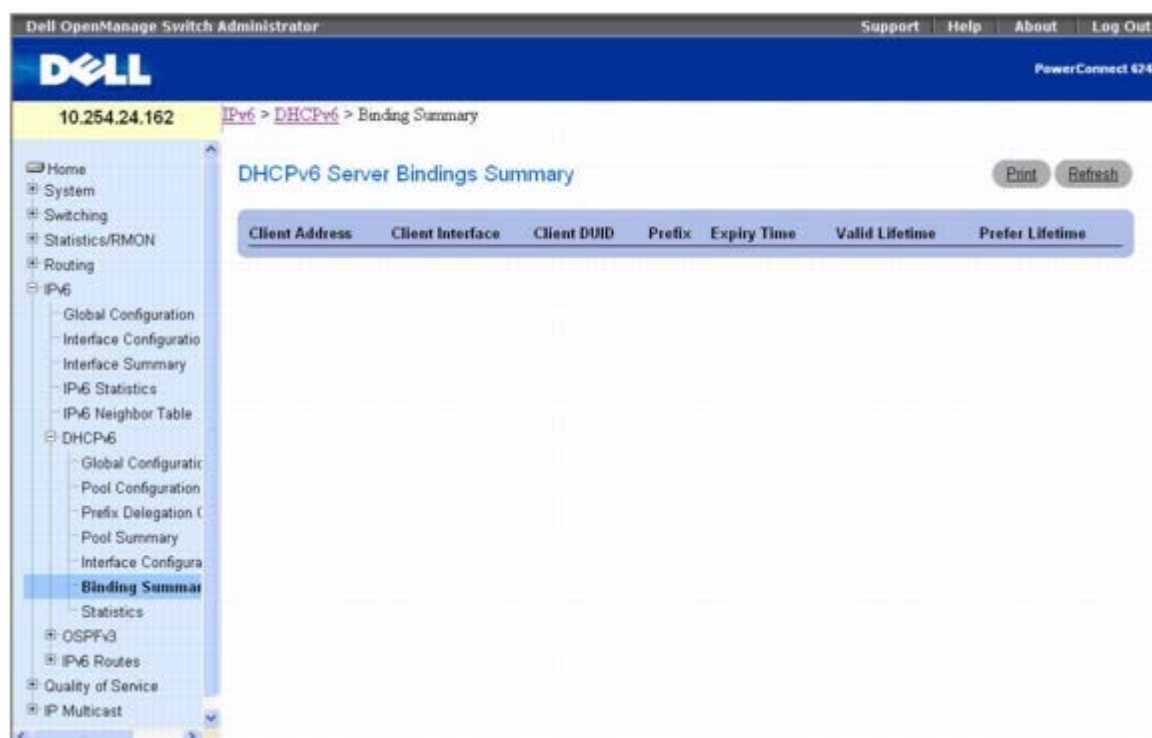 Dell OpenManage Switch Administrator
Support Help About Log Out
DELL
PowerConnect 624
10.254.24.162
IPv6 > DHCPv6 > Binding Summary
Home
System
Switching
Statistics/RMON
Routing
IPv6
Global Configuration
Interface Configuratio
Interface Summary
IPv6 Statistics
IPv6 Neighbor Table
DHCPv6
Global Configuratic
Pool Configuration
Prefix Delegation C
Pool Summary
Interface Configura
Binding Summar
Statistics
OSPFv3
IPv6 Routes
Quality of Service
IP Multicast
DHCPv6 Server Bindings Summary
Print Refresh
Client Address Client Interface Client DUID Prefix Expiry Time Valid Lifetime Prefer Lifetime